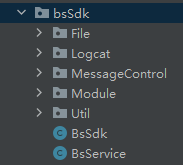 bsSdk
File
Logcat
MessageControl
Module
Util
BsSdk
BsService